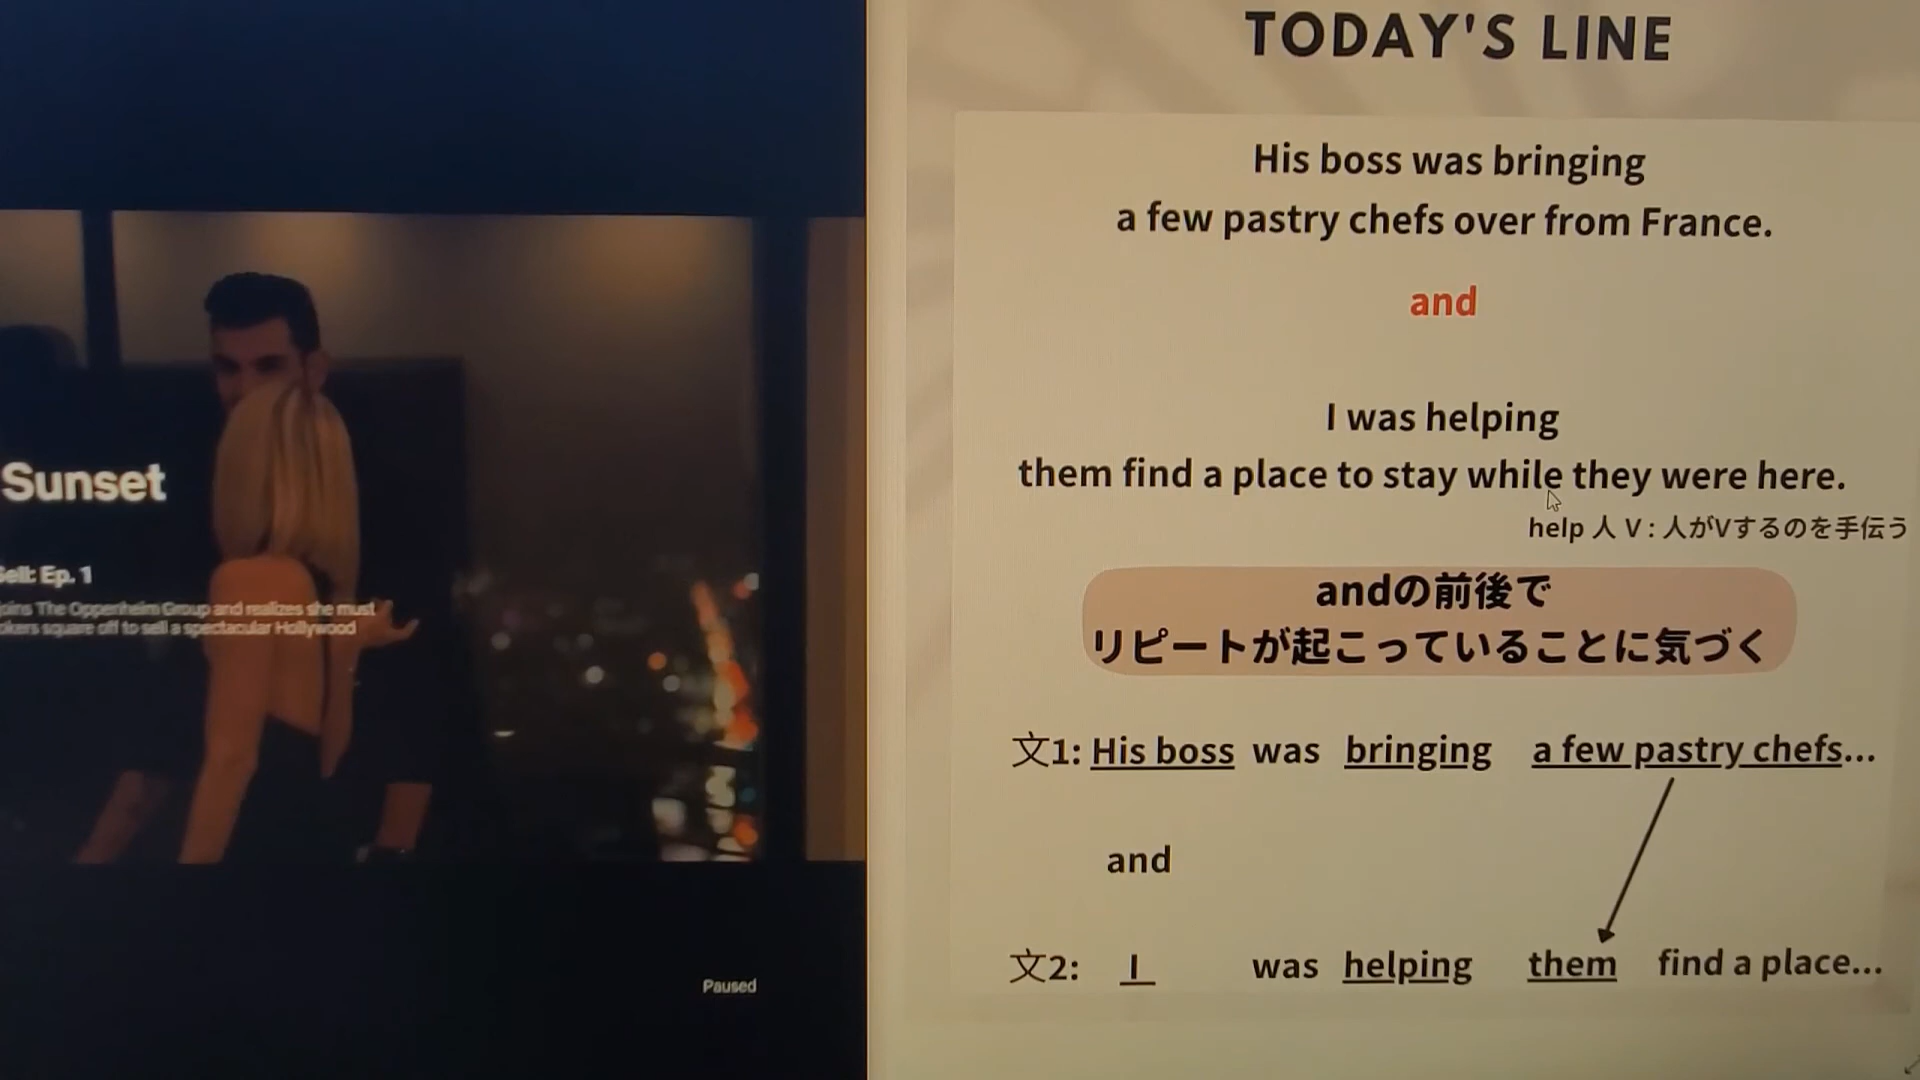 Sunset
Sell: Ep. 1
joins The Oppenheim Group and realizes she must
okers square off to sell a spectacular Hollywood
Paused
TODAY'S LINE
His boss was bringing
a few pastry chefs over from France.
and
I was helping
them find a place to stay while they were here.
help 人 V : 人がVするのを手伝う
andの前後で
リピートが起こっていることに気づく
文1: His boss was bringing a few pastry chefs...
and
文2: I was helping them find a place...